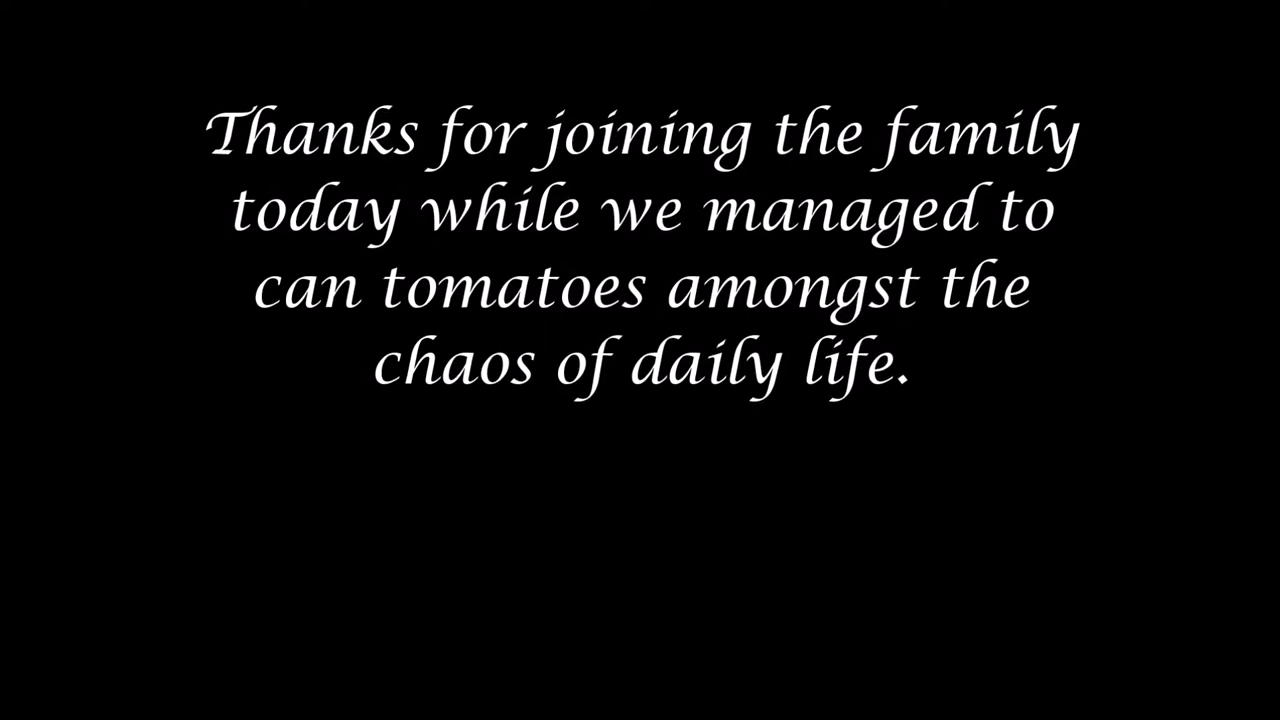 Thanks for joining the family
today while we managed to
can tomatoes amongst the
chaos of daily life.